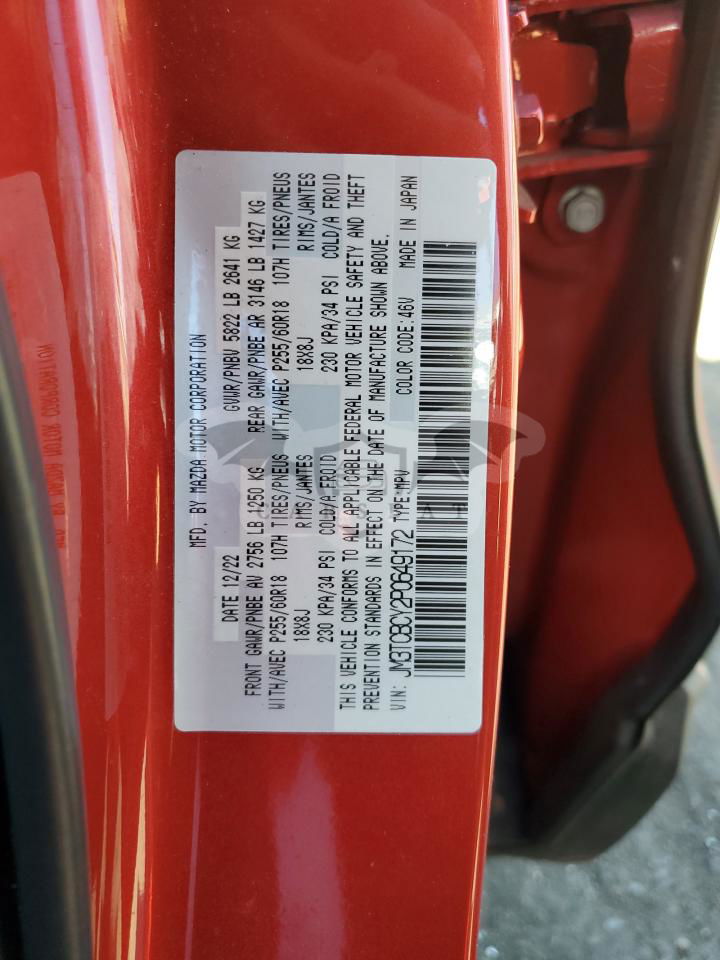 MFD. BY MAZDA MOTOR CORPORATION
DATE 12/22 GVWR/PNBV 5822 LB 2641 KG
FRONT GAWR/PNBE AV 2756 LB 1250 KG REAR GAWR/PNBE AR 3146 LB 1427 KG
WITH/AVEC P255/60R18 107H TIRES/PNEUS WITH/AVEC P255/60R18 107H TIRES/PNEUS
18X8J RIMS/JANTES 18X8J RIMS/JANTES
230 KPA/34 PSI COLD/A FROID 230 KPA/34 PSI COLD/A FROID
THIS VEHICLE CONFORMS TO ALL APPLICABLE FEDERAL MOTOR VEHICLE SAFETY AND THEFT
PREVENTION STANDARDS IN EFFECT ON THE DATE OF MANUFACTURE SHOWN ABOVE.
VIN: JM3TCBCY2P0649172 TYPE:MPV COLOR CODE:46V MADE IN JAPAN